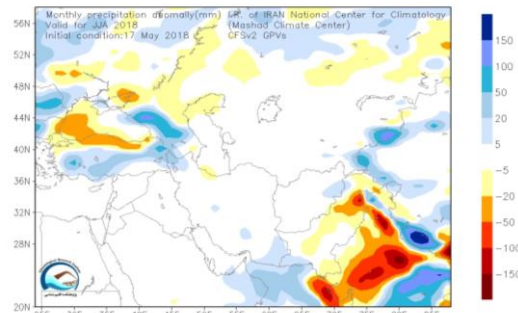 Monthly precipitation anomaly(mm) I.R. of IRAN National Center for Climatology
Valid for JJA 2018 (Mashad Climate Center)
Initial condition:17 May 2018 CFSv2 GPVs
56N
52N
48N
44N
40N
36N
32N
28N
24N
20N
150
100
50
20
5
-5
-20
-50
-100
-150